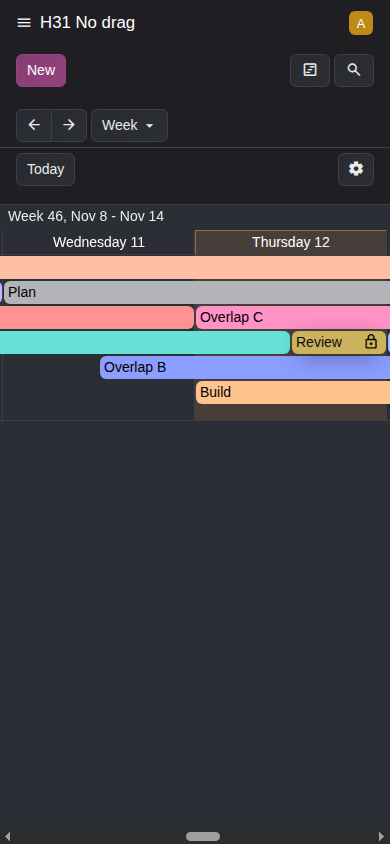 H31 No drag
A
New
Week
Today
Week 46, Nov 8 - Nov 14
Wednesday 11
Thursday 12
Plan
Overlap C
Review
Overlap B
Build